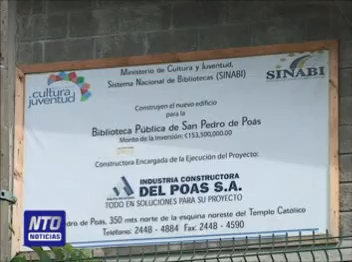 Ministerio de Cultura y Juventud,
Sistema Nacional de Bibliotecas (SINABI)
cultura
juventud
SINABI
Construyen el nuevo edificio
para la
Biblioteca Pública de San Pedro de Poás
Monto de la Inversión: ₡153,500,000.00
Constructora Encargada de la Ejecución del Proyecto:
INDUSTRIA CONSTRUCTORA
DEL POAS S.A.
TODO EN SOLUCIONES PARA SU PROYECTO
dro de Poas, 350 mts norte de la esquina noreste del Templo Católico
Teléfono: 2448 - 4884 Fax: 2448 - 4590
NTO
NOTICIAS